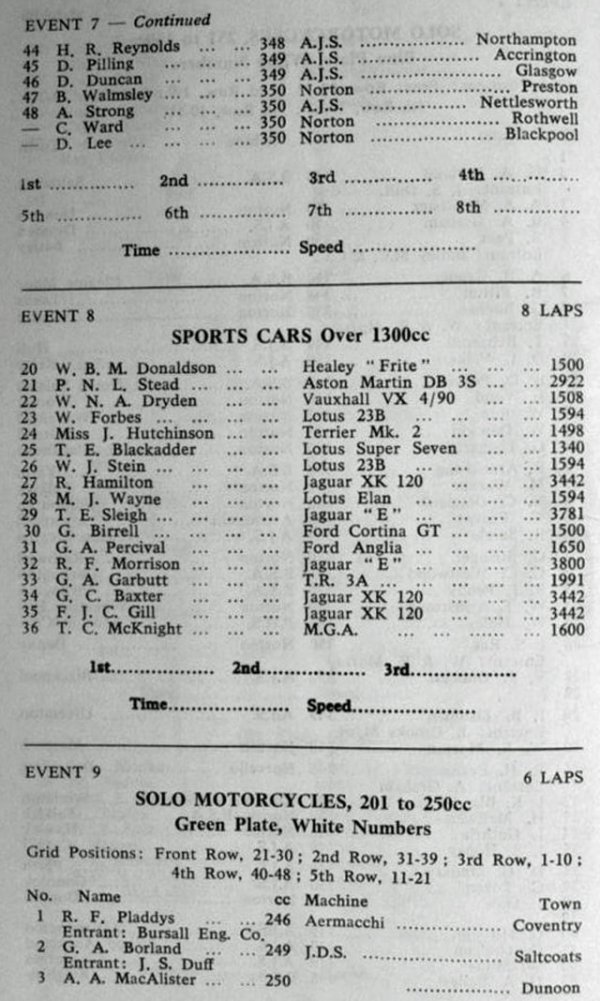 EVENT 7 — Continued
44 H. R. Reynolds ... ... 348 A.J.S. .................. Northampton
45 D. Pilling ... ... ... 349 A.J.S. .................. Accrington
46 D. Duncan ... ... ... 349 A.J.S. .................. Glasgow
47 B. Walmsley ... ... ... 350 Norton .................. Preston
48 A. Strong ... ... ... 350 A.J.S. .................. Nettlesworth
— C. Ward ... ... ... 350 Norton .................. Rothwell
— D. Lee ... ... ... ... 350 Norton .................. Blackpool
1st .............. 2nd .............. 3rd .............. 4th ..............
5th .............. 6th .............. 7th .............. 8th ..............
Time .................... Speed ....................
EVENT 8 8 LAPS
SPORTS CARS Over 1300cc
20 W. B. M. Donaldson ... ... Healey "Frite" ... ... ... 1500
21 P. N. L. Stead ... ... ... Aston Martin DB 3S ... ... 2922
22 W. N. A. Dryden ... ... Vauxhall VX 4/90 ... ... 1508
23 W. Forbes ... ... ... ... Lotus 23B ... ... ... ... 1594
24 Miss J. Hutchinson ... ... Terrier Mk. 2 ... ... ... 1498
25 T. E. Blackadder ... ... Lotus Super Seven ... ... 1340
26 W. J. Stein ... ... ... ... Lotus 23B ... ... ... ... 1594
27 R. Hamilton ... ... ... Jaguar XK 120 ... ... ... 3442
28 M. J. Wayne ... ... ... Lotus Elan ... ... ... ... 1594
29 T. E. Sleigh ... ... ... ... Jaguar "E" ... ... ... ... 3781
30 G. Birrell ... ... ... ... Ford Cortina GT ... ... ... 1500
31 G. A. Percival ... ... ... Ford Anglia ... ... ... ... 1650
32 R. F. Morrison ... ... ... Jaguar "E" ... ... ... ... 3800
33 G. A. Garbutt ... ... ... T.R. 3A ... ... ... ... ... 1991
34 G. C. Baxter ... ... ... Jaguar XK 120 ... ... ... 3442
35 F. J. C. Gill ... ... ... Jaguar XK 120 ... ... ... 3442
36 T. C. McKnight ... ... ... M.G.A. ... ... ... ... 1600
1st.................. 2nd.................. 3rd..................
Time..................... Speed.....................
EVENT 9 6 LAPS
SOLO MOTORCYCLES, 201 to 250cc
Green Plate, White Numbers
Grid Positions: Front Row, 21-30; 2nd Row, 31-39; 3rd Row, 1-10;
4th Row, 40-48; 5th Row, 11-21
No. Name cc Machine Town
1 R. F. Pladdys ... ... 246 Aermacchi .................. Coventry
Entrant: Bursall Eng. Co.
2 G. A. Borland ... ... 249 J.D.S. .................. Saltcoats
Entrant: J. S. Duff
3 A. A. MacAlister ... ... 250 .................. Dunoon